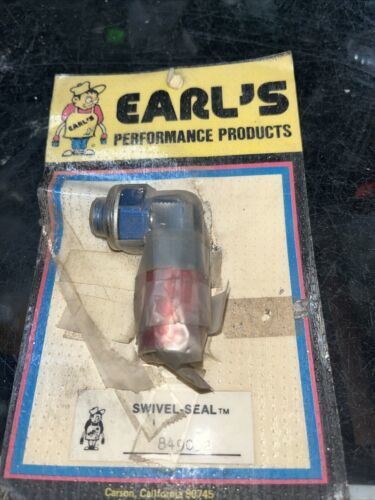 EARL'S
EARL'S
PERFORMANCE PRODUCTS
SWIVEL-SEAL™
Carson, California 90745